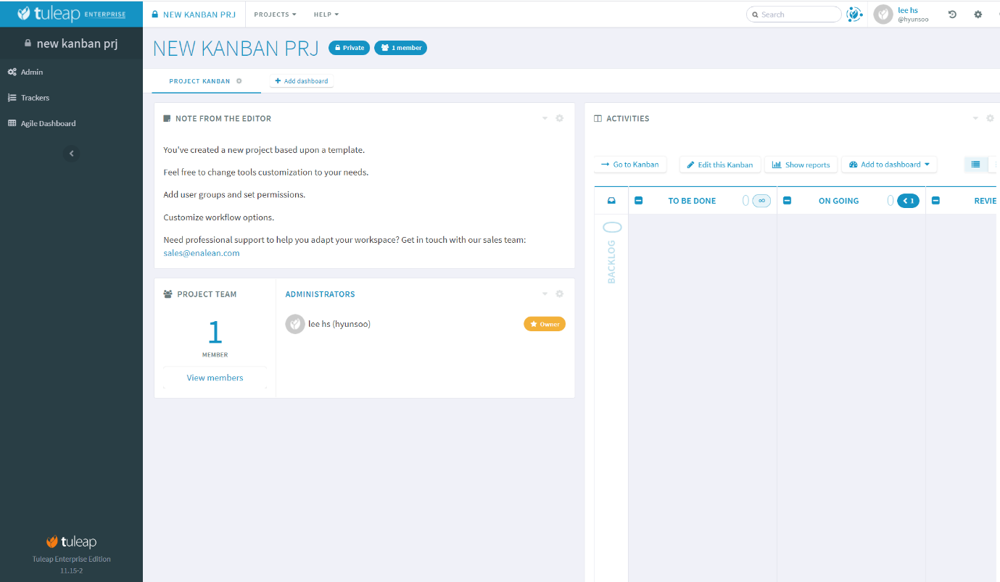 tuleap ENTERPRISE
NEW KANBAN PRJ
PROJECTS
HELP
Search
lee hs
@hyunsoo
new kanban prj
Admin
Trackers
Agile Dashboard
tuleap
Tuleap Enterprise Edition
11.15-2
NEW KANBAN PRJ
Private
1 member
PROJECT KANBAN
Add dashboard
NOTE FROM THE EDITOR
You've created a new project based upon a template.
Feel free to change tools customization to your needs.
Add user groups and set permissions.
Customize workflow options.
Need professional support to help you adapt your workspace? Get in touch with our sales team:
sales@enalean.com
PROJECT TEAM
1
MEMBER
View members
ADMINISTRATORS
lee hs (hyunsoo)
Owner
ACTIVITIES
Go to Kanban
Edit this Kanban
Show reports
Add to dashboard
TO BE DONE 0 ∞
ON GOING 0 1
REVIE
0
BACKLOG